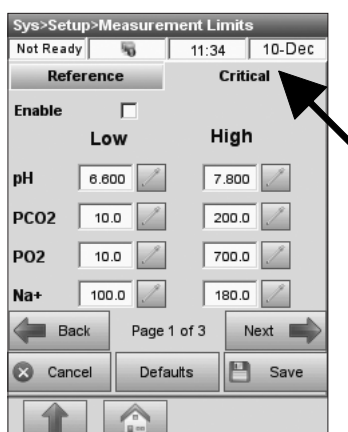 Sys>Setup>Measurement Limits
Not Ready 11:34 10-Dec
Reference Critical
Enable
Low High
pH 6.600 7.800
PCO2 10.0 200.0
PO2 10.0 700.0
Na+ 100.0 180.0
Back Page 1 of 3 Next
Cancel Defaults Save